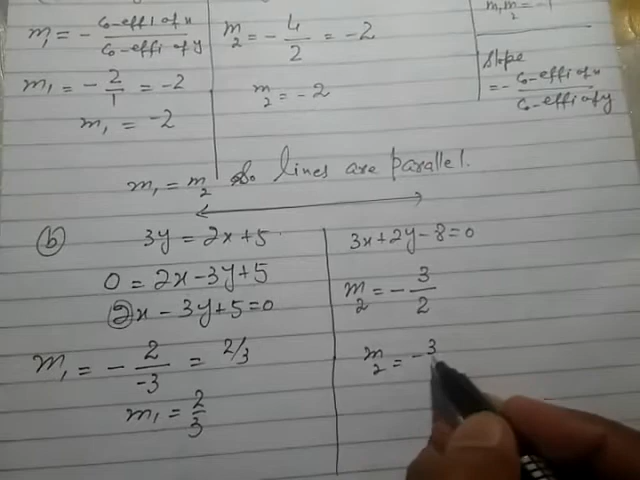 m₁ = - Co-effi of x / Co-effi of y
m₁ = - 2/1 = -2
m₁ = -2
m₂ = - 4/2 = -2
m₂ = -2
m₁m₂ = -1
Slope
= - Co-effi of x / Co-effi of y
m₁ = m₂ So lines are parallel.
(b) 3y = 2x + 5
0 = 2x - 3y + 5
2x - 3y + 5 = 0
m₁ = - 2/-3 = 2/3
m₁ = 2/3
3x + 2y - 8 = 0
m₂ = - 3/2
m₂ = - 3